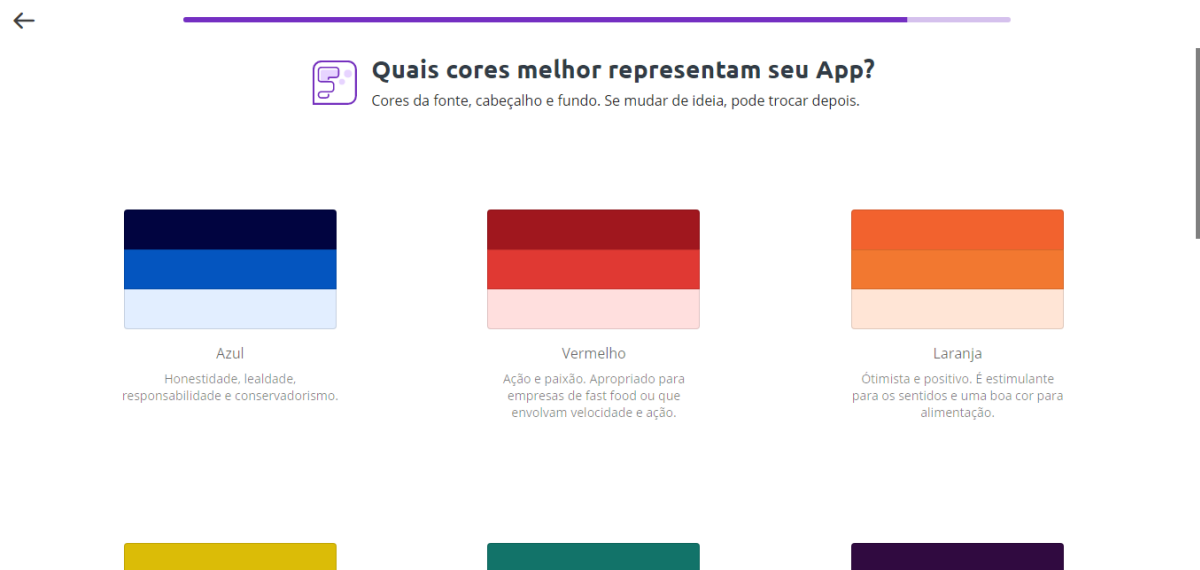 Quais cores melhor representam seu App?
Cores da fonte, cabeçalho e fundo. Se mudar de ideia, pode trocar depois.
Azul
Honestidade, lealdade,
responsabilidade e conservadorismo.
Vermelho
Ação e paixão. Apropriado para
empresas de fast food ou que
envolvam velocidade e ação.
Laranja
Ótimista e positivo. É estimulante
para os sentidos e uma boa cor para
alimentação.